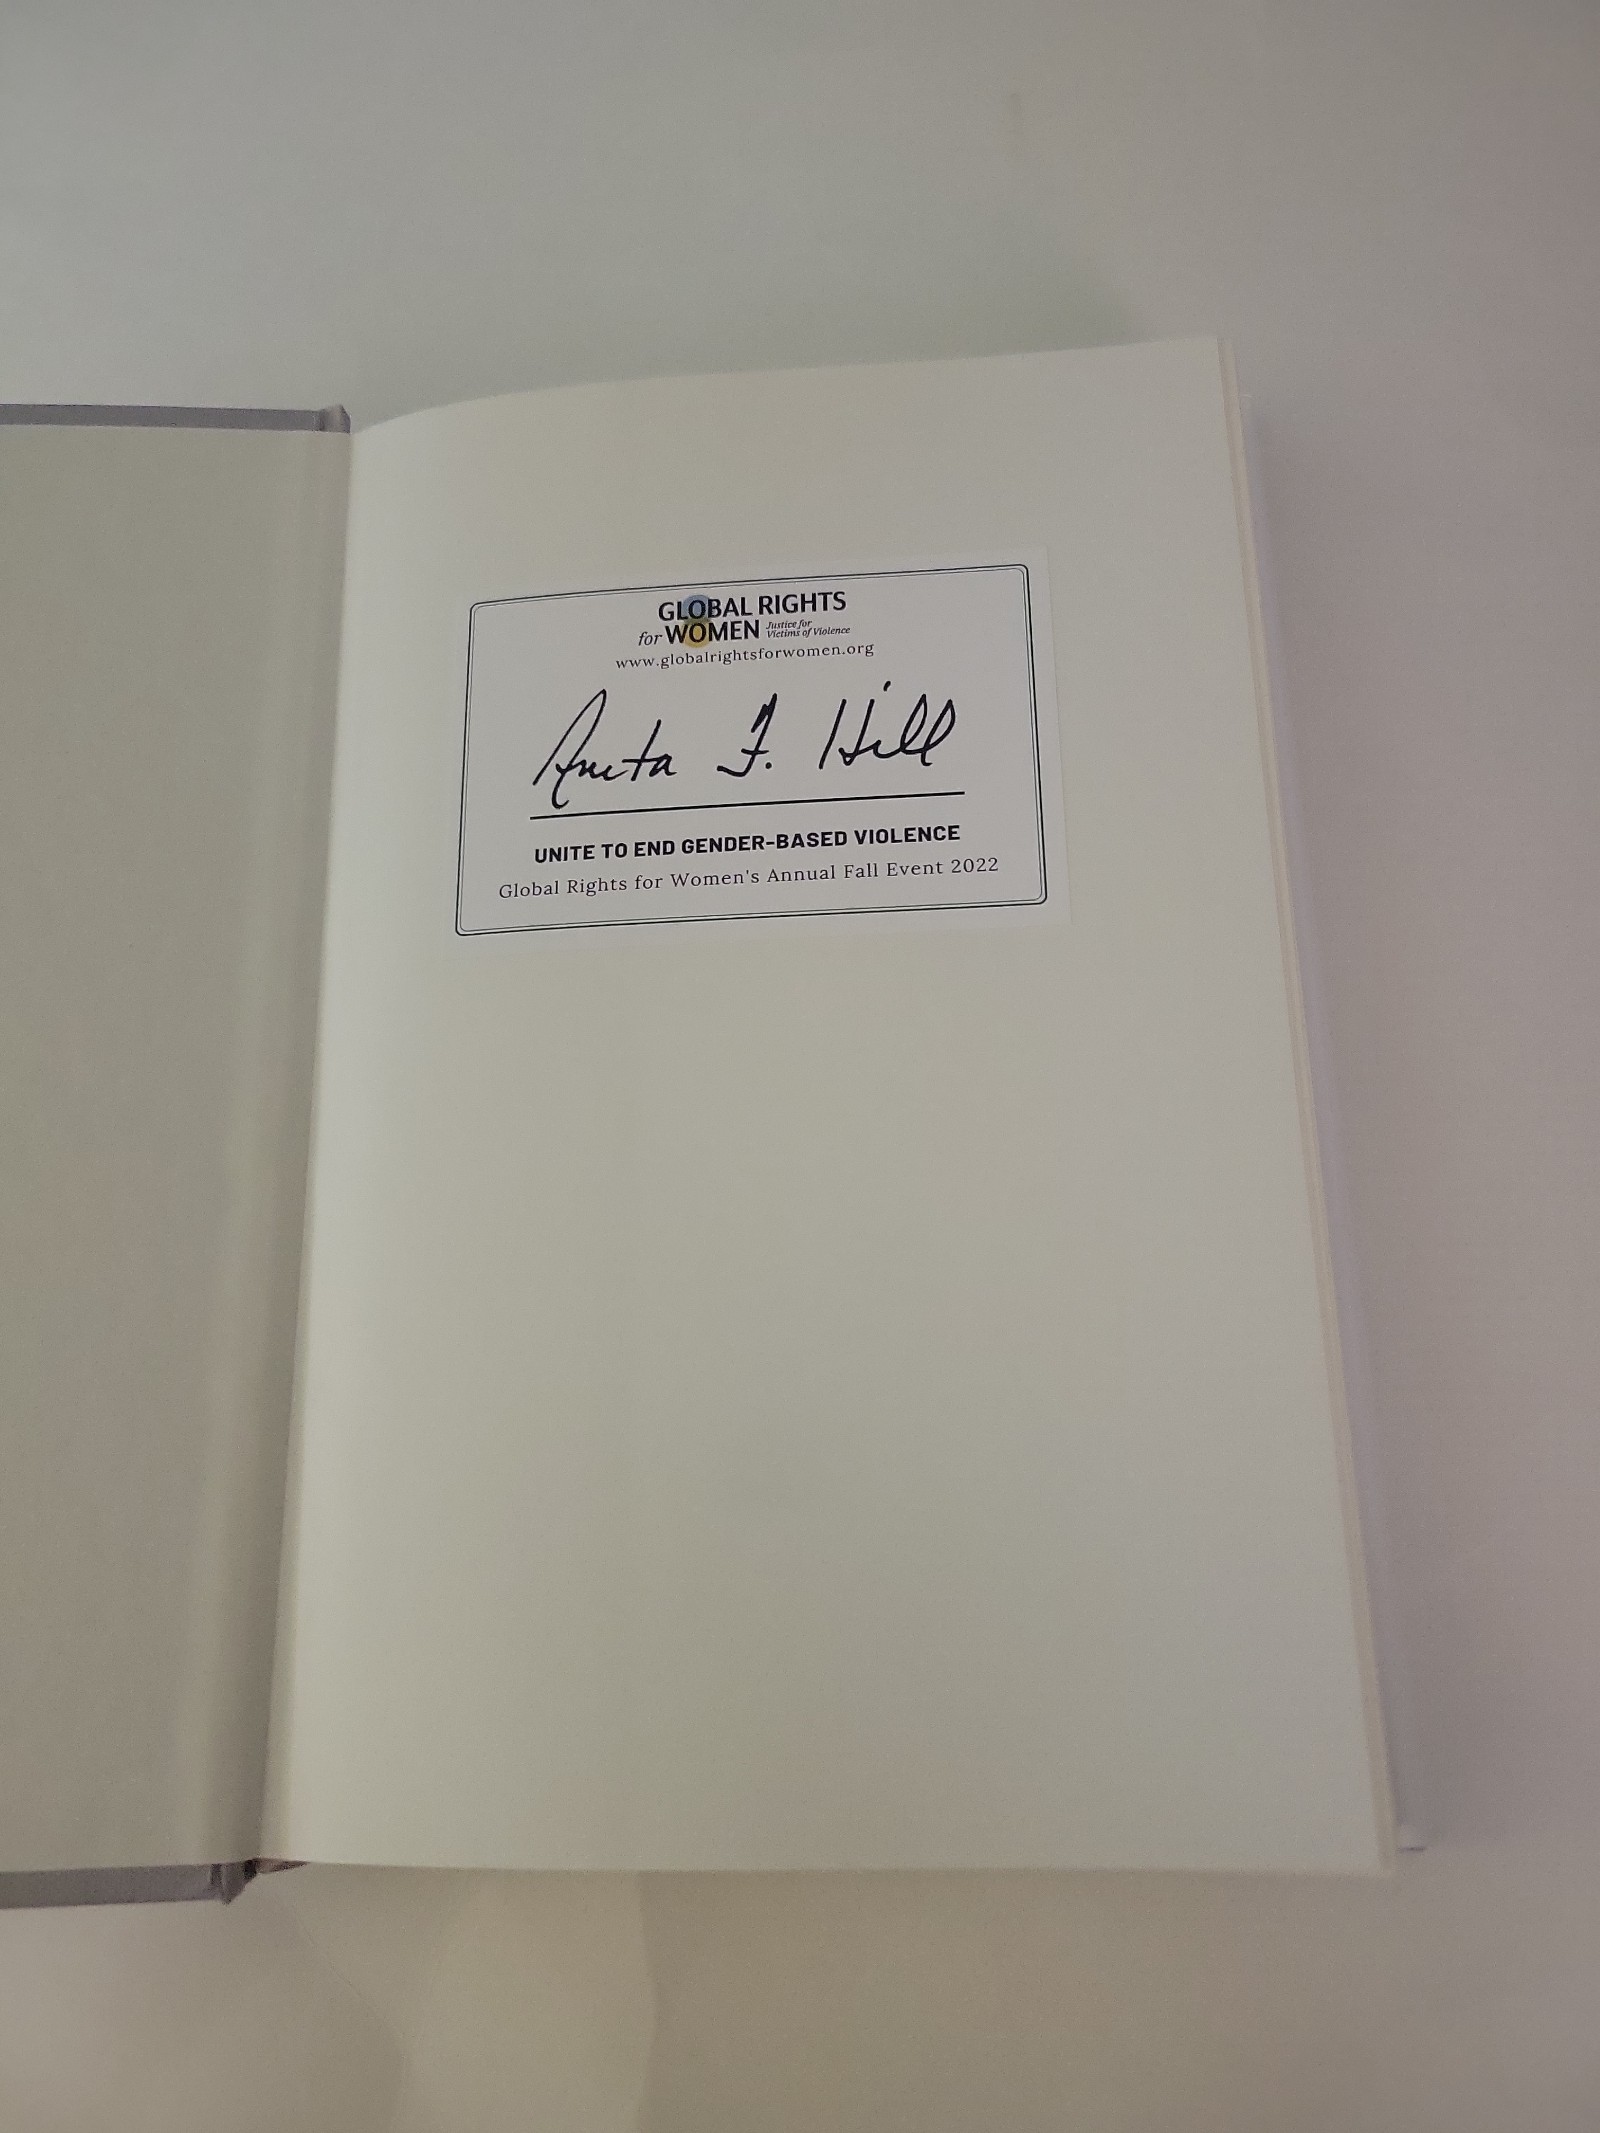 GLOBAL RIGHTS
for WOMEN Justice for
Victims of Violence
www.globalrightsforwomen.org
Anita F. Hill
UNITE TO END GENDER-BASED VIOLENCE
Global Rights for Women's Annual Fall Event 2022